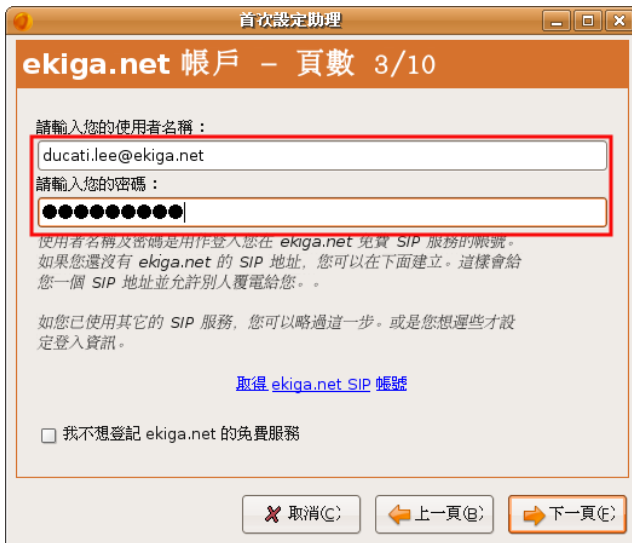 首次設定助理
ekiga.net 帳戶 － 頁數 3/10
請輸入您的使用者名稱：
ducati.lee@ekiga.net
請輸入您的密碼：
●●●●●●●●●
使用者名稱及密碼是用作登入您在 ekiga.net 免費 SIP 服務的帳號。
如果您還沒有 ekiga.net 的 SIP 地址，您可以在下面建立。這樣會給
您一個 SIP 地址並允許別人覆電給您。。
如您已使用其它的 SIP 服務，您可以略過這一步。或是您想遲些才設
定登入資訊。
取得 ekiga.net SIP 帳號
我不想登記 ekiga.net 的免費服務
取消(C)
上一頁(B)
下一頁(F)